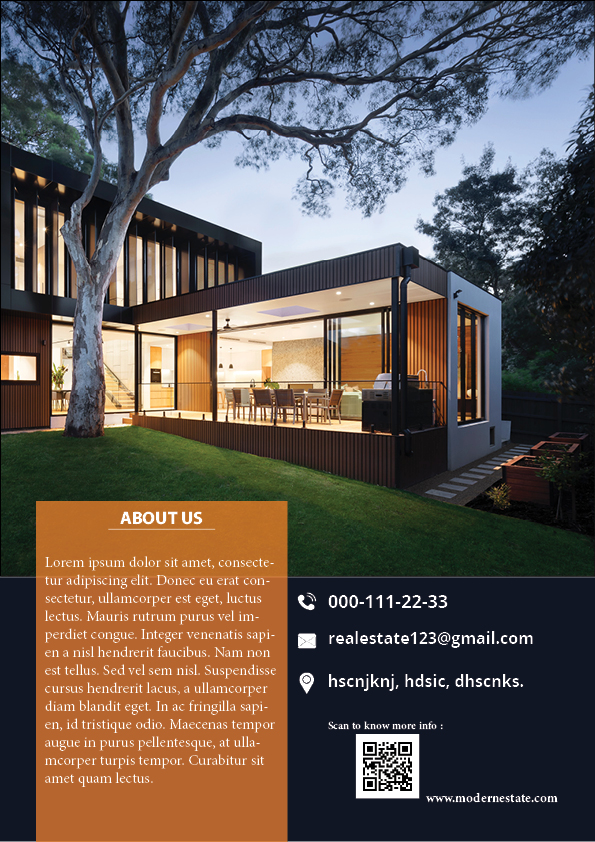 ABOUT US
Lorem ipsum dolor sit amet, consecte-
tur adipiscing elit. Donec eu erat con-
sectetur, ullamcorper est eget, luctus
lectus. Mauris rutrum purus vel im-
perdiet congue. Integer venenatis sapi-
en a nisl hendrerit faucibus. Nam non
est tellus. Sed vel sem nisl. Suspendisse
cursus hendrerit lacus, a ullamcorper
diam blandit eget. In ac fringilla sapi-
en, id tristique odio. Maecenas tempor
augue in purus pellentesque, at ulla-
mcorper turpis tempor. Curabitur sit
amet quam lectus.
000-111-22-33
realestate123@gmail.com
hscnjknj, hdsic, dhscnks.
Scan to know more info :
www.modernestate.com